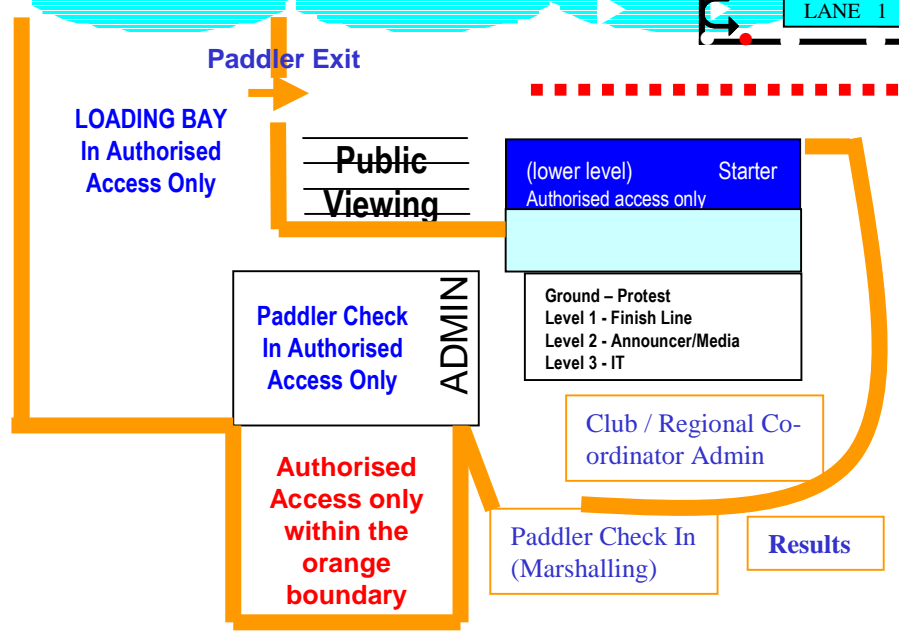 LANE 1
Paddler Exit
LOADING BAY
In Authorised
Access Only
Public
Viewing
(lower level) Starter
Authorised access only
Paddler Check
In Authorised
Access Only
ADMIN
Ground – Protest
Level 1 - Finish Line
Level 2 - Announcer/Media
Level 3 - IT
Club / Regional Co-
ordinator Admin
Authorised
Access only
within the
orange
boundary
Paddler Check In
(Marshalling)
Results